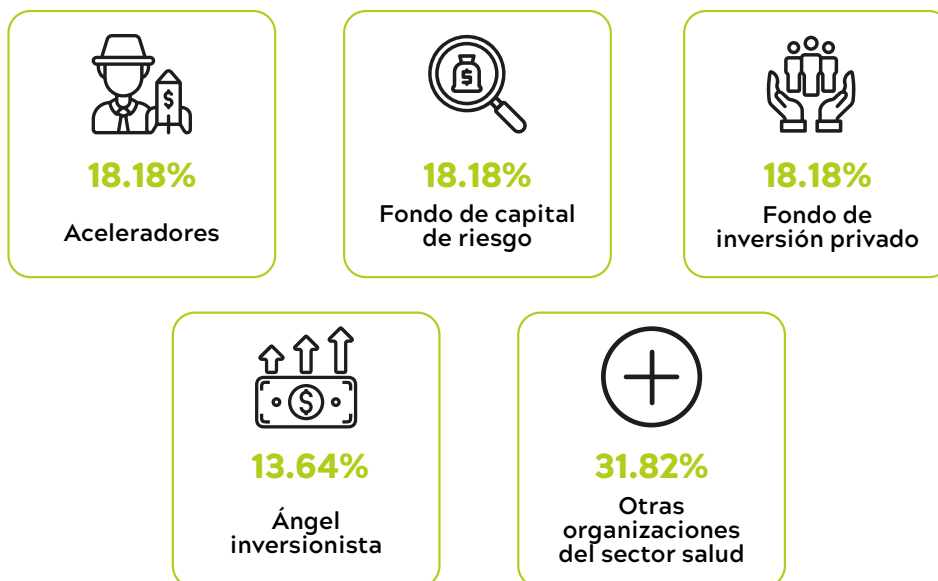 18.18%
Aceleradores
18.18%
Fondo de capital
de riesgo
18.18%
Fondo de
inversión privado
13.64%
Ángel
inversionista
31.82%
Otras
organizaciones
del sector salud